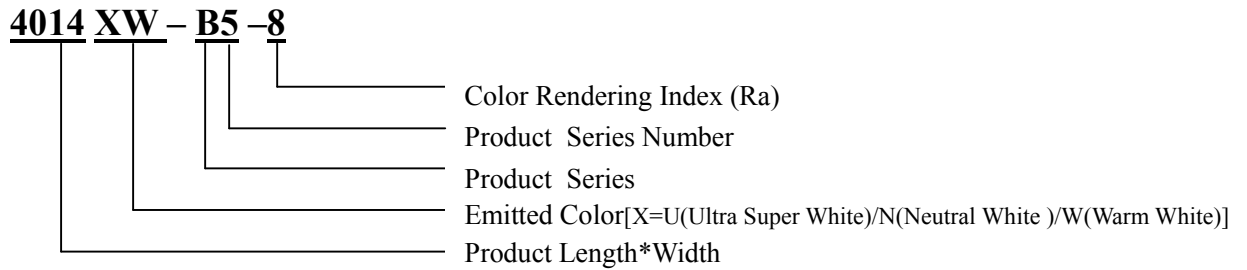 4014 XW – B5 –8
Color Rendering Index (Ra)
Product Series Number
Product Series
Emitted Color[X=U(Ultra Super White)/N(Neutral White )/W(Warm White)]
Product Length*Width